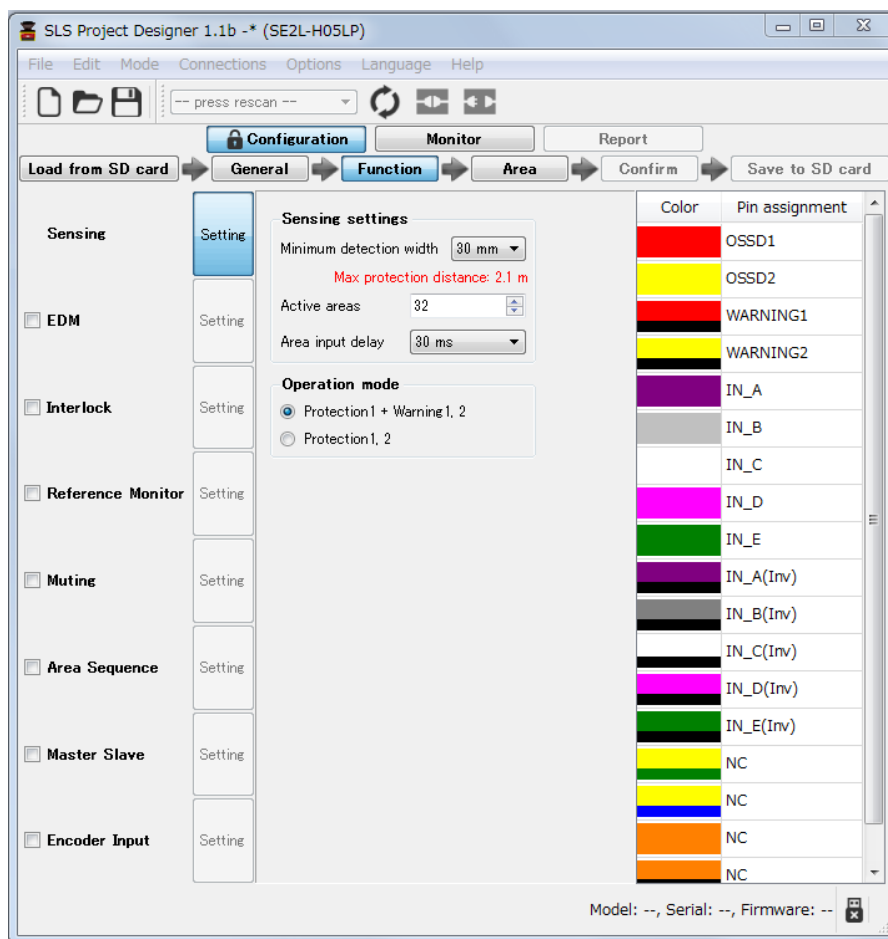 SLS Project Designer 1.1b -* (SE2L-H05LP)
File Edit Mode Connections Options Language Help
-- press rescan --
Configuration Monitor Report
Load from SD card General Function Area Confirm Save to SD card
Sensing Setting
EDM Setting
Interlock Setting
Reference Monitor Setting
Muting Setting
Area Sequence Setting
Master Slave Setting
Encoder Input Setting
Sensing settings
Minimum detection width 30 mm
Max protection distance: 2.1 m
Active areas 32
Area input delay 30 ms
Operation mode
Protection1 + Warning1, 2
Protection1, 2
Color Pin assignment
OSSD1
OSSD2
WARNING1
WARNING2
IN_A
IN_B
IN_C
IN_D
IN_E
IN_A(Inv)
IN_B(Inv)
IN_C(Inv)
IN_D(Inv)
IN_E(Inv)
NC
NC
NC
NC
Model: --, Serial: --, Firmware: --